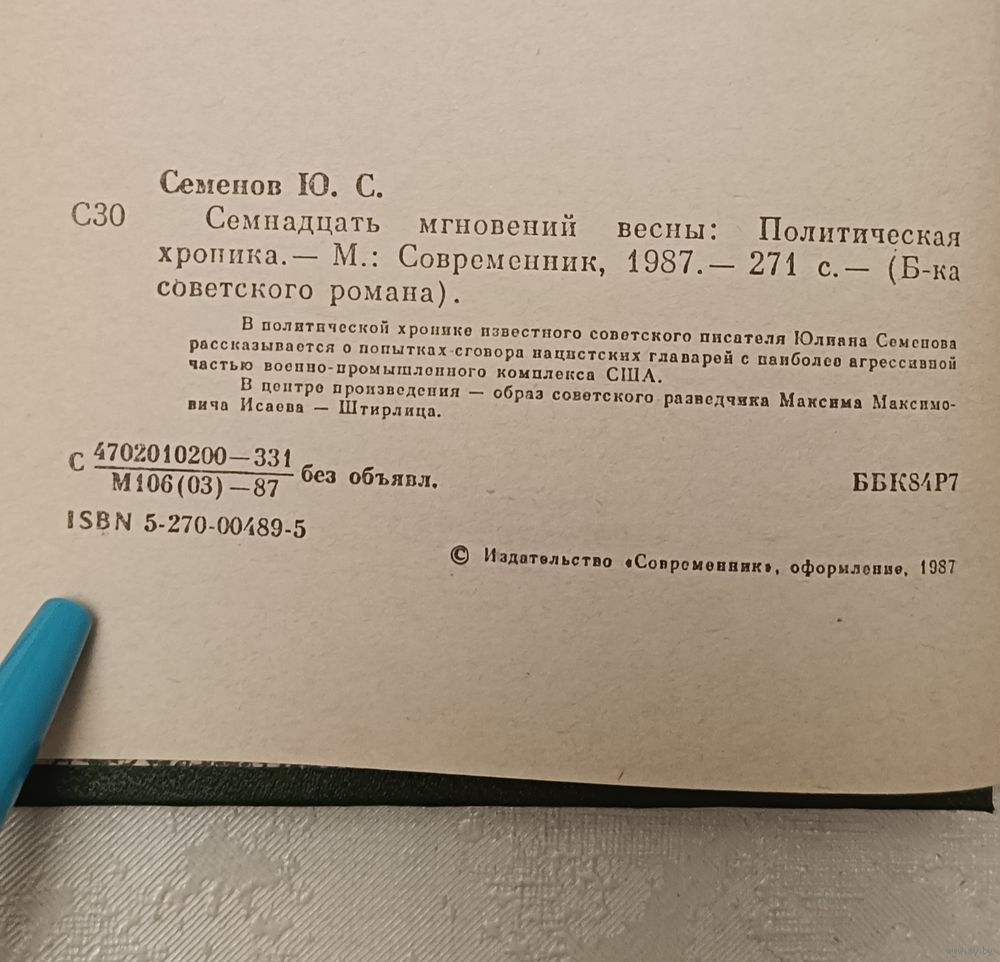 Семенов Ю. С.
С30 Семнадцать мгновений весны: Политическая
хроника.— М.: Современник, 1987.— 271 с.— (Б-ка
советского романа).
В политической хронике известного советского писателя Юлиана Семенова
рассказывается о попытках сговора нацистских главарей с наиболее агрессивной
частью военно-промышленного комплекса США.
В центре произведения — образ советского разведчика Максима Максимо-
вича Исаева — Штирлица.
С 4702010200—331
М106(03)—87 без объявл.
ББК84Р7
ISBN 5-270-00489-5
© Издательство «Современник», оформление, 1987